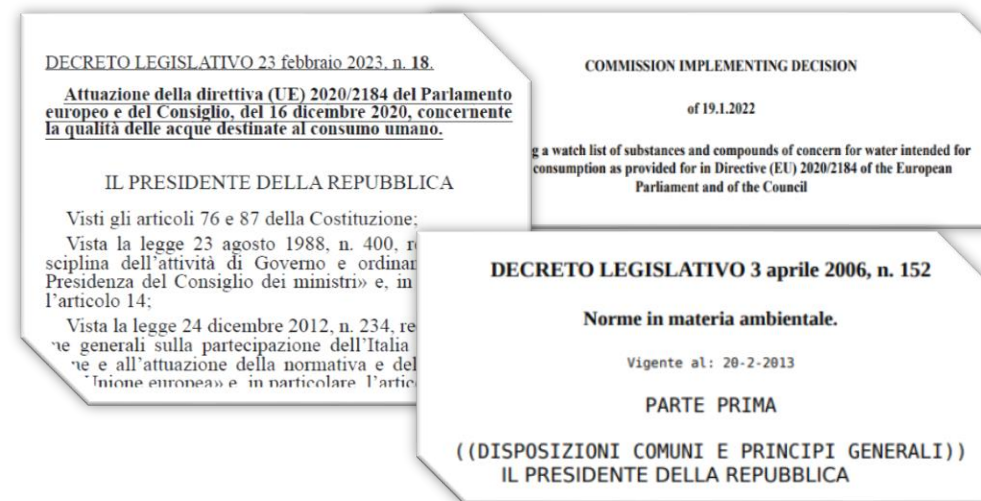 DECRETO LEGISLATIVO 23 febbraio 2023, n. 18.
Attuazione della direttiva (UE) 2020/2184 del Parlamento
europeo e del Consiglio, del 16 dicembre 2020, concernente
la qualità delle acque destinate al consumo umano.
IL PRESIDENTE DELLA REPUBBLICA
Visti gli articoli 76 e 87 della Costituzione;
Vista la legge 23 agosto 1988, n. 400, r
sciplina dell'attività di Governo e ordinar
Presidenza del Consiglio dei ministri» e, in
l'articolo 14;
Vista la legge 24 dicembre 2012, n. 234, re
ne generali sulla partecipazione dell'Italia
ne e all'attuazione della normativa e del
Unione europea» e, in particolare, l'artic
COMMISSION IMPLEMENTING DECISION
of 19.1.2022
g a watch list of substances and compounds of concern for water intended for
consumption as provided for in Directive (EU) 2020/2184 of the European
Parliament and of the Council
DECRETO LEGISLATIVO 3 aprile 2006, n. 152
Norme in materia ambientale.
Vigente al: 20-2-2013
PARTE PRIMA
((DISPOSIZIONI COMUNI E PRINCIPI GENERALI))
IL PRESIDENTE DELLA REPUBBLICA